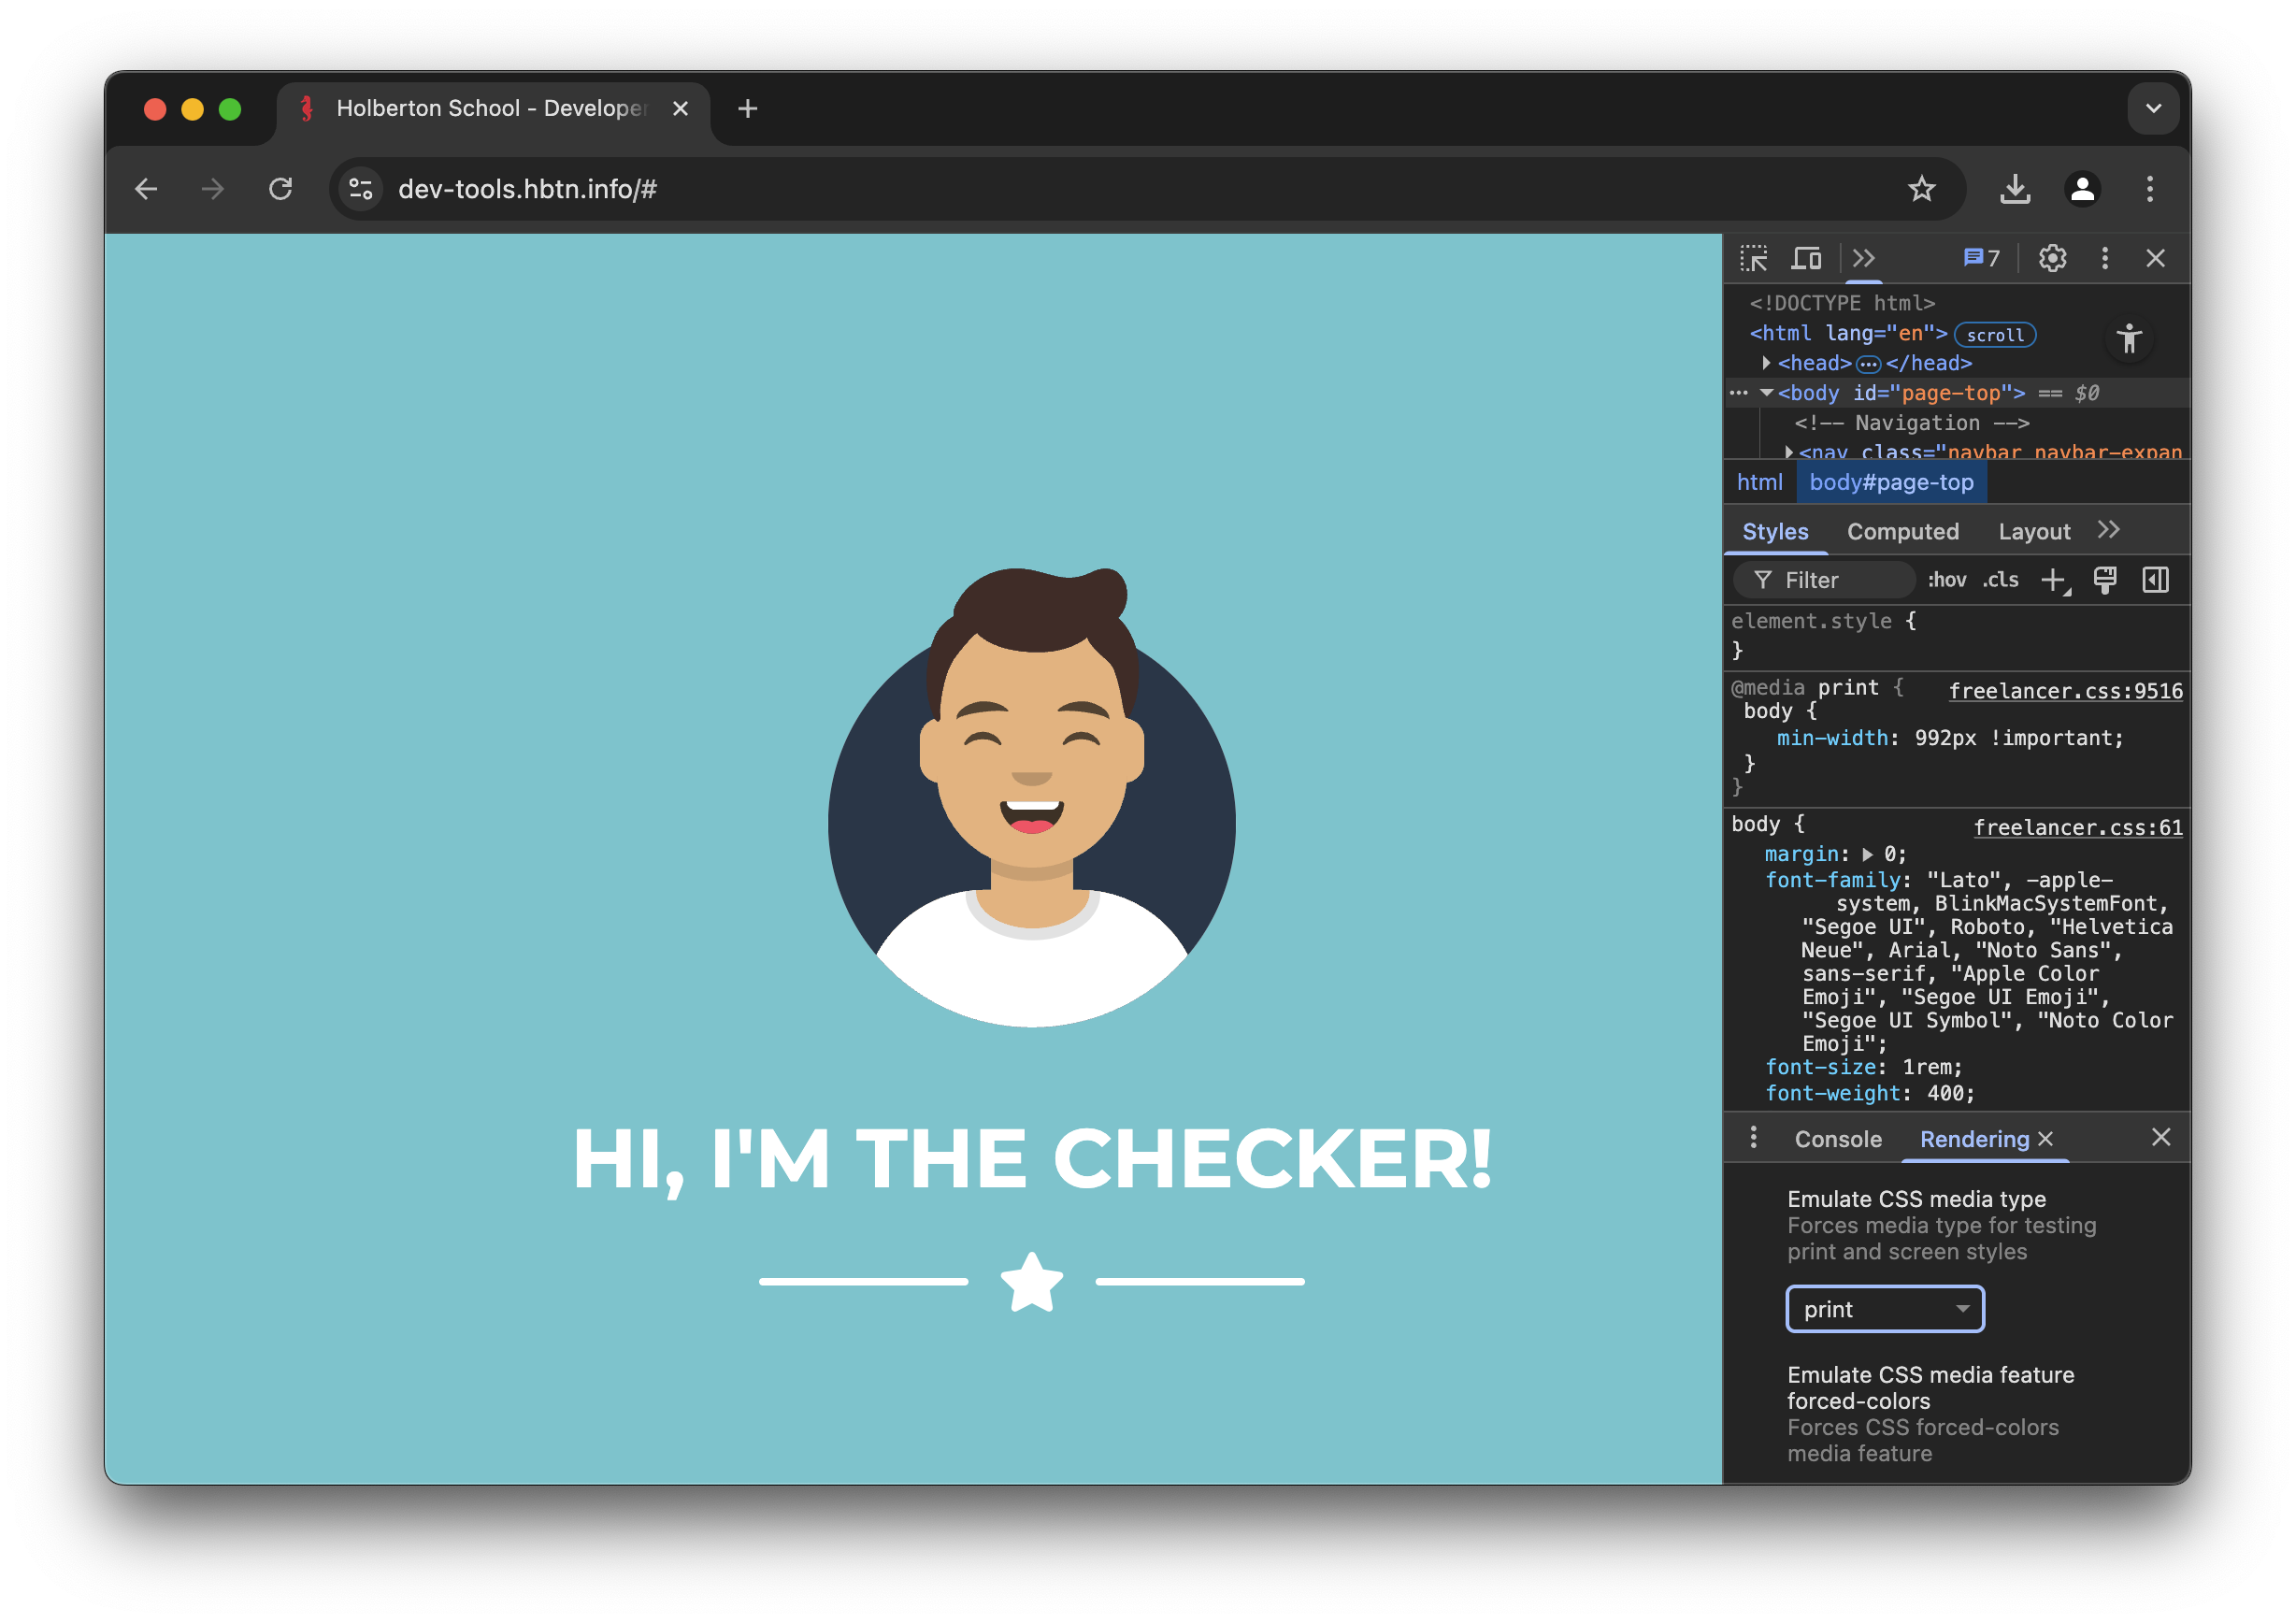 Holberton School - Developer
dev-tools.hbtn.info/#
7
<!DOCTYPE html>
<html lang="en"> scroll
<head> ••• </head>
••• <body id="page-top"> == $0
<!-- Navigation -->
<nav class="navbar navbar-expan
html body#page-top
Styles Computed Layout
Filter :hov .cls
element.style {
}
@media print { freelancer.css:9516
body {
min-width: 992px !important;
}
}
body { freelancer.css:61
margin: 0;
font-family: "Lato", -apple-
system, BlinkMacSystemFont,
"Segoe UI", Roboto, "Helvetica
Neue", Arial, "Noto Sans",
sans-serif, "Apple Color
Emoji", "Segoe UI Emoji",
"Segoe UI Symbol", "Noto Color
Emoji";
font-size: 1rem;
font-weight: 400;
HI, I'M THE CHECKER!
Console Rendering
Emulate CSS media type
Forces media type for testing
print and screen styles
print
Emulate CSS media feature
forced-colors
Forces CSS forced-colors
media feature